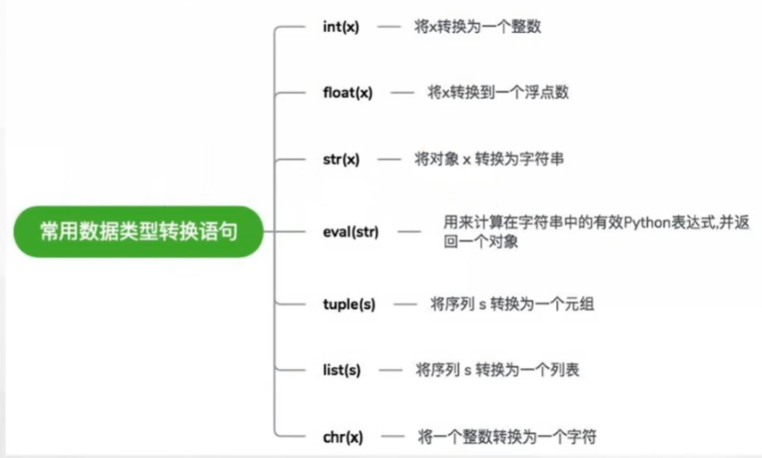 常用数据类型转换语句
int(x) 将x转换为一个整数
float(x) 将x转换到一个浮点数
str(x) 将对象 x 转换为字符串
eval(str) 用来计算在字符串中的有效Python表达式,并返
回一个对象
tuple(s) 将序列 s 转换为一个元组
list(s) 将序列 s 转换为一个列表
chr(x) 将一个整数转换为一个字符